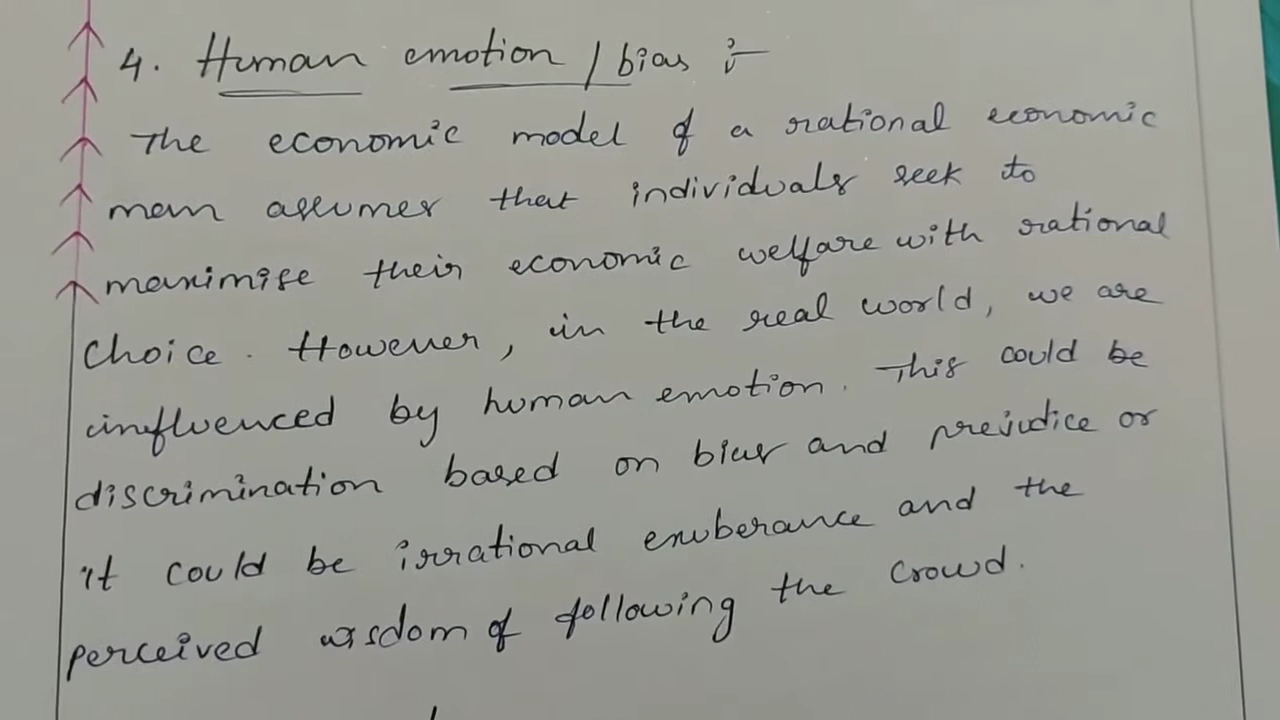 4. Human emotion / bias :-
The economic model of a rational economic
man assumes that individuals seek to
maximise their economic welfare with rational
choice. However, in the real world, we are
influenced by human emotion. This could be
discrimination based on bias and prejudice or
it could be irrational exuberance and the
perceived wisdom of following the crowd.